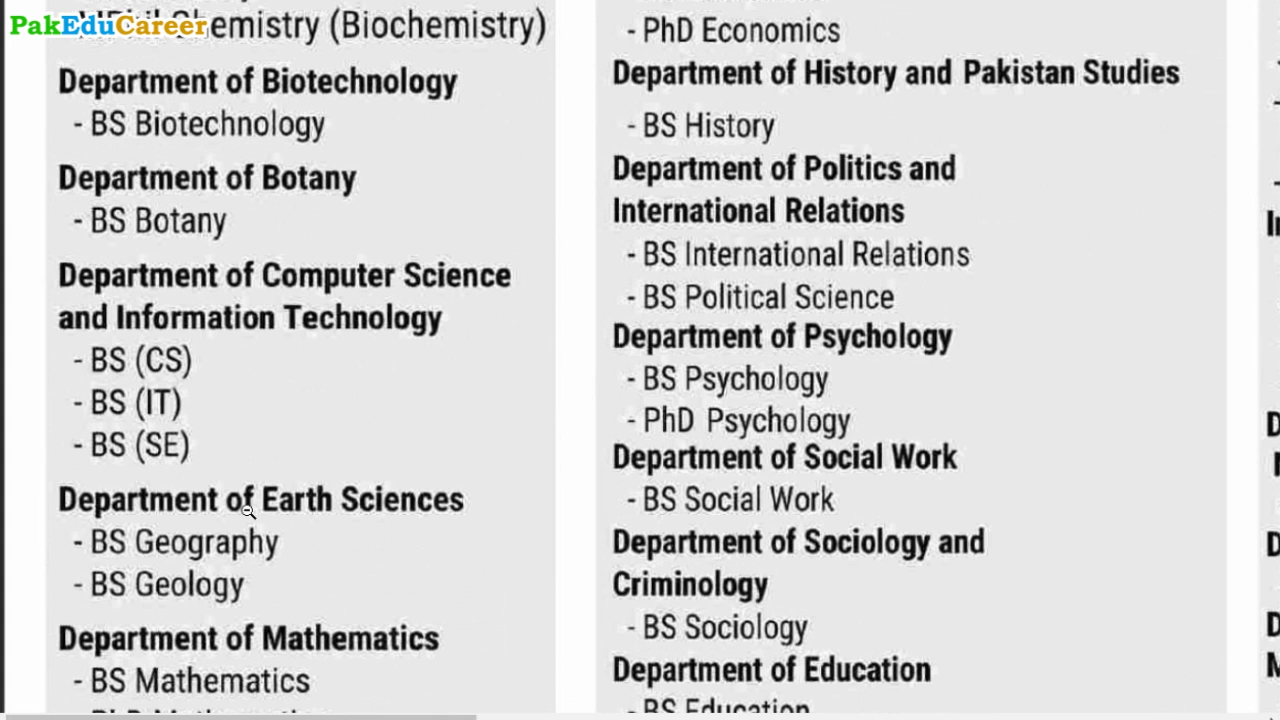 PakEduCareer
Chemistry (Biochemistry)
Department of Biotechnology
- BS Biotechnology
Department of Botany
- BS Botany
Department of Computer Science
and Information Technology
- BS (CS)
- BS (IT)
- BS (SE)
Department of Earth Sciences
- BS Geography
- BS Geology
Department of Mathematics
- BS Mathematics
- PhD Economics
Department of History and Pakistan Studies
- BS History
Department of Politics and
International Relations
- BS International Relations
- BS Political Science
Department of Psychology
- BS Psychology
- PhD Psychology
Department of Social Work
- BS Social Work
Department of Sociology and
Criminology
- BS Sociology
Department of Education
- BS Education